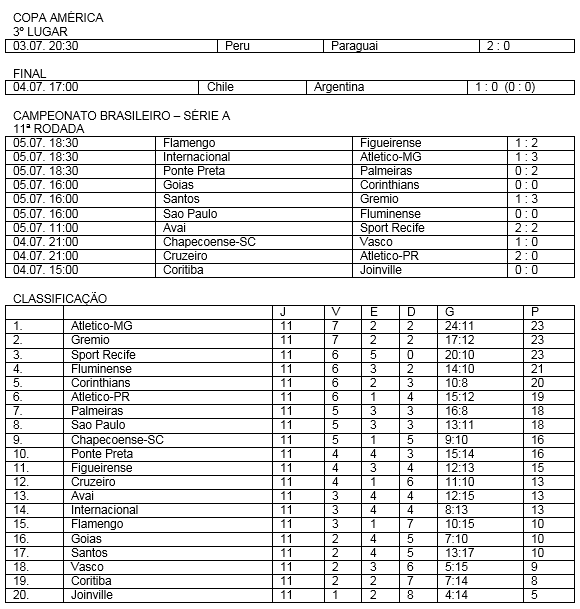 COPA AMÉRICA
3º LUGAR
03.07. 20:30 Peru Paraguai 2 : 0
FINAL
04.07. 17:00 Chile Argentina 1 : 0 (0 : 0)
CAMPEONATO BRASILEIRO – SÉRIE A
11ª RODADA
05.07. 18:30 Flamengo Figueirense 1 : 2
05.07. 18:30 Internacional Atletico-MG 1 : 3
05.07. 18:30 Ponte Preta Palmeiras 0 : 2
05.07. 16:00 Goias Corinthians 0 : 0
05.07. 16:00 Santos Gremio 1 : 3
05.07. 16:00 Sao Paulo Fluminense 0 : 0
05.07. 11:00 Avai Sport Recife 2 : 2
04.07. 21:00 Chapecoense-SC Vasco 1 : 0
04.07. 21:00 Cruzeiro Atletico-PR 2 : 0
04.07. 15:00 Coritiba Joinville 0 : 0
CLASSIFICAÇÃO
J V E D G P
1. Atletico-MG 11 7 2 2 24:11 23
2. Gremio 11 7 2 2 17:12 23
3. Sport Recife 11 6 5 0 20:10 23
4. Fluminense 11 6 3 2 14:10 21
5. Corinthians 11 6 2 3 10:8 20
6. Atletico-PR 11 6 1 4 15:12 19
7. Palmeiras 11 5 3 3 16:8 18
8. Sao Paulo 11 5 3 3 13:11 18
9. Chapecoense-SC 11 5 1 5 9:10 16
10. Ponte Preta 11 4 4 3 15:14 16
11. Figueirense 11 4 3 4 12:13 15
12. Cruzeiro 11 4 1 6 11:10 13
13. Avai 11 3 4 4 12:15 13
14. Internacional 11 3 4 4 8:13 13
15. Flamengo 11 3 1 7 10:15 10
16. Goias 11 2 4 5 7:10 10
17. Santos 11 2 4 5 13:17 10
18. Vasco 11 2 3 6 5:15 9
19. Coritiba 11 2 2 7 7:14 8
20. Joinville 11 1 2 8 4:14 5